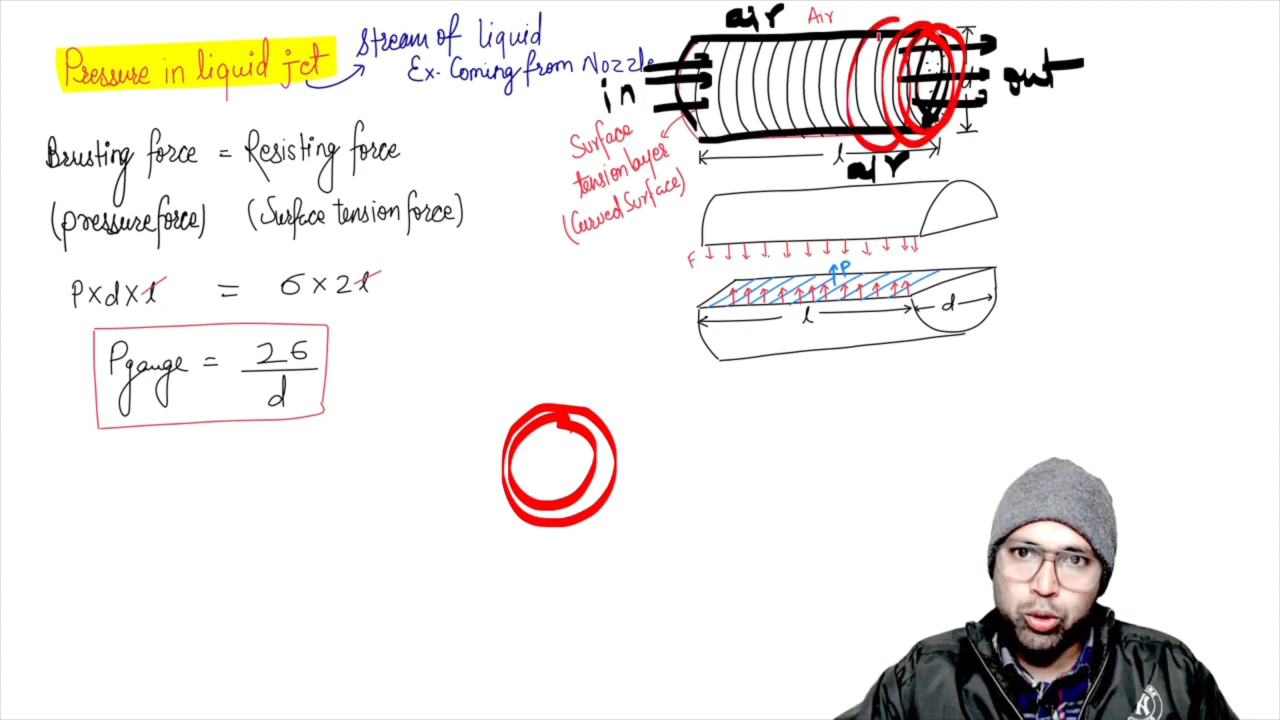 Pressure in liquid jet
Stream of liquid
Ex- Coming from Nozzle
Brusting force = Resisting force
(pressure force) (Surface tension force)
P×d×l = σ×2l
Pgauge = 2σ/d
air Air
in
out
d
l
air
Surface
tension layer
(Curved Surface)
F
P
l
d